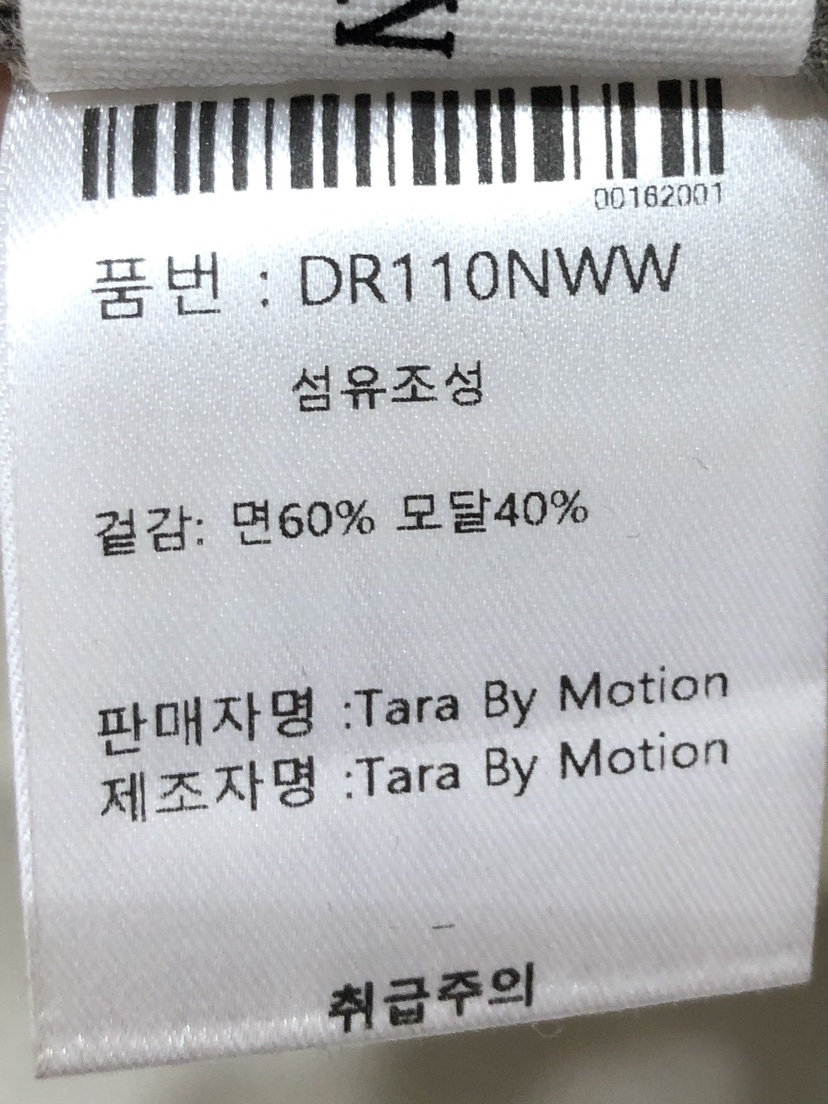 00162001
품번 : DR110NWW
섬유조성
겉감: 면60% 모달40%
판매자명 :Tara By Motion
제조자명 :Tara By Motion
취급주의